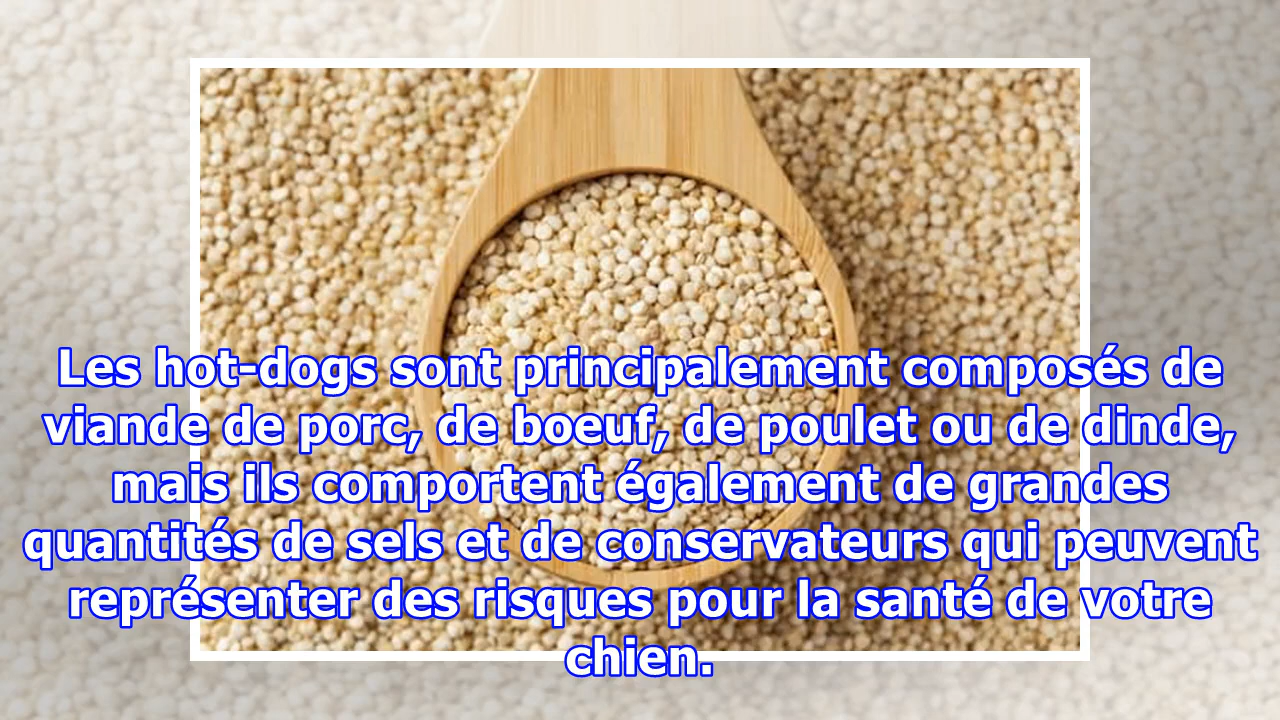 Les hot-dogs sont principalement composés de
viande de porc, de boeuf, de poulet ou de dinde,
mais ils comportent également de grandes
quantités de sels et de conservateurs qui peuvent
représenter des risques pour la santé de votre
chien.